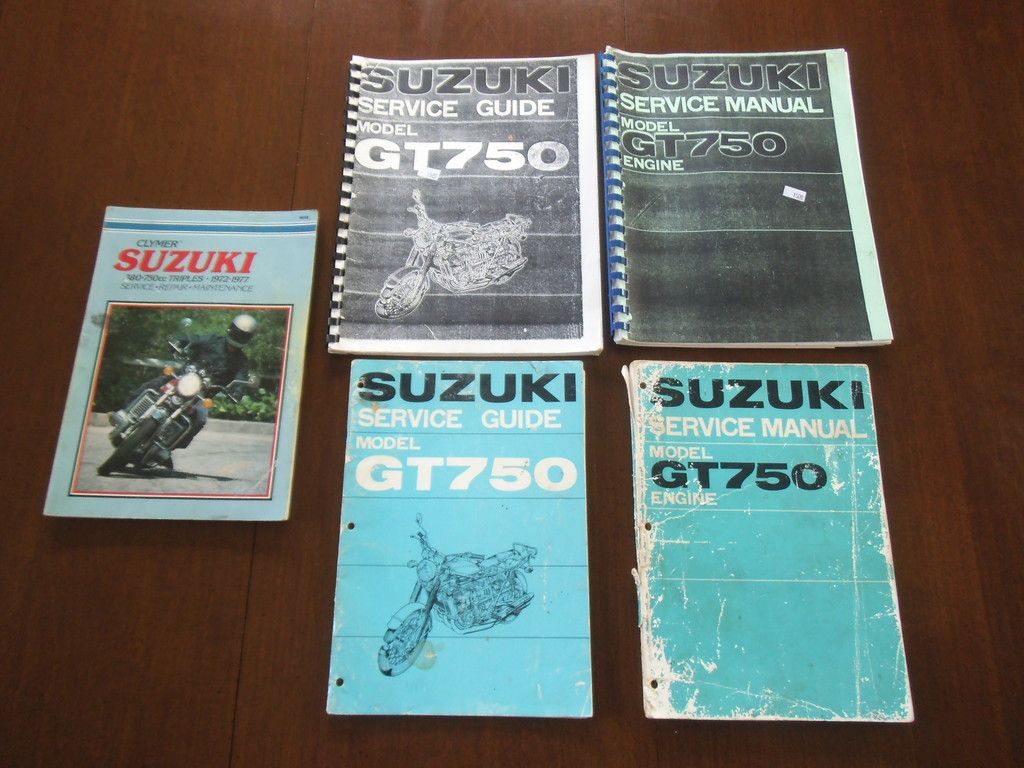 SUZUKI
SERVICE GUIDE
MODEL
GT750
SUZUKI
SERVICE MANUAL
MODEL
GT750
ENGINE
CLYMER
SUZUKI
380-750cc TRIPLES • 1972-1977
SERVICE • REPAIR • MAINTENANCE
SUZUKI
SERVICE GUIDE
MODEL
GT750
SUZUKI
SERVICE MANUAL
MODEL
GT750
ENGINE